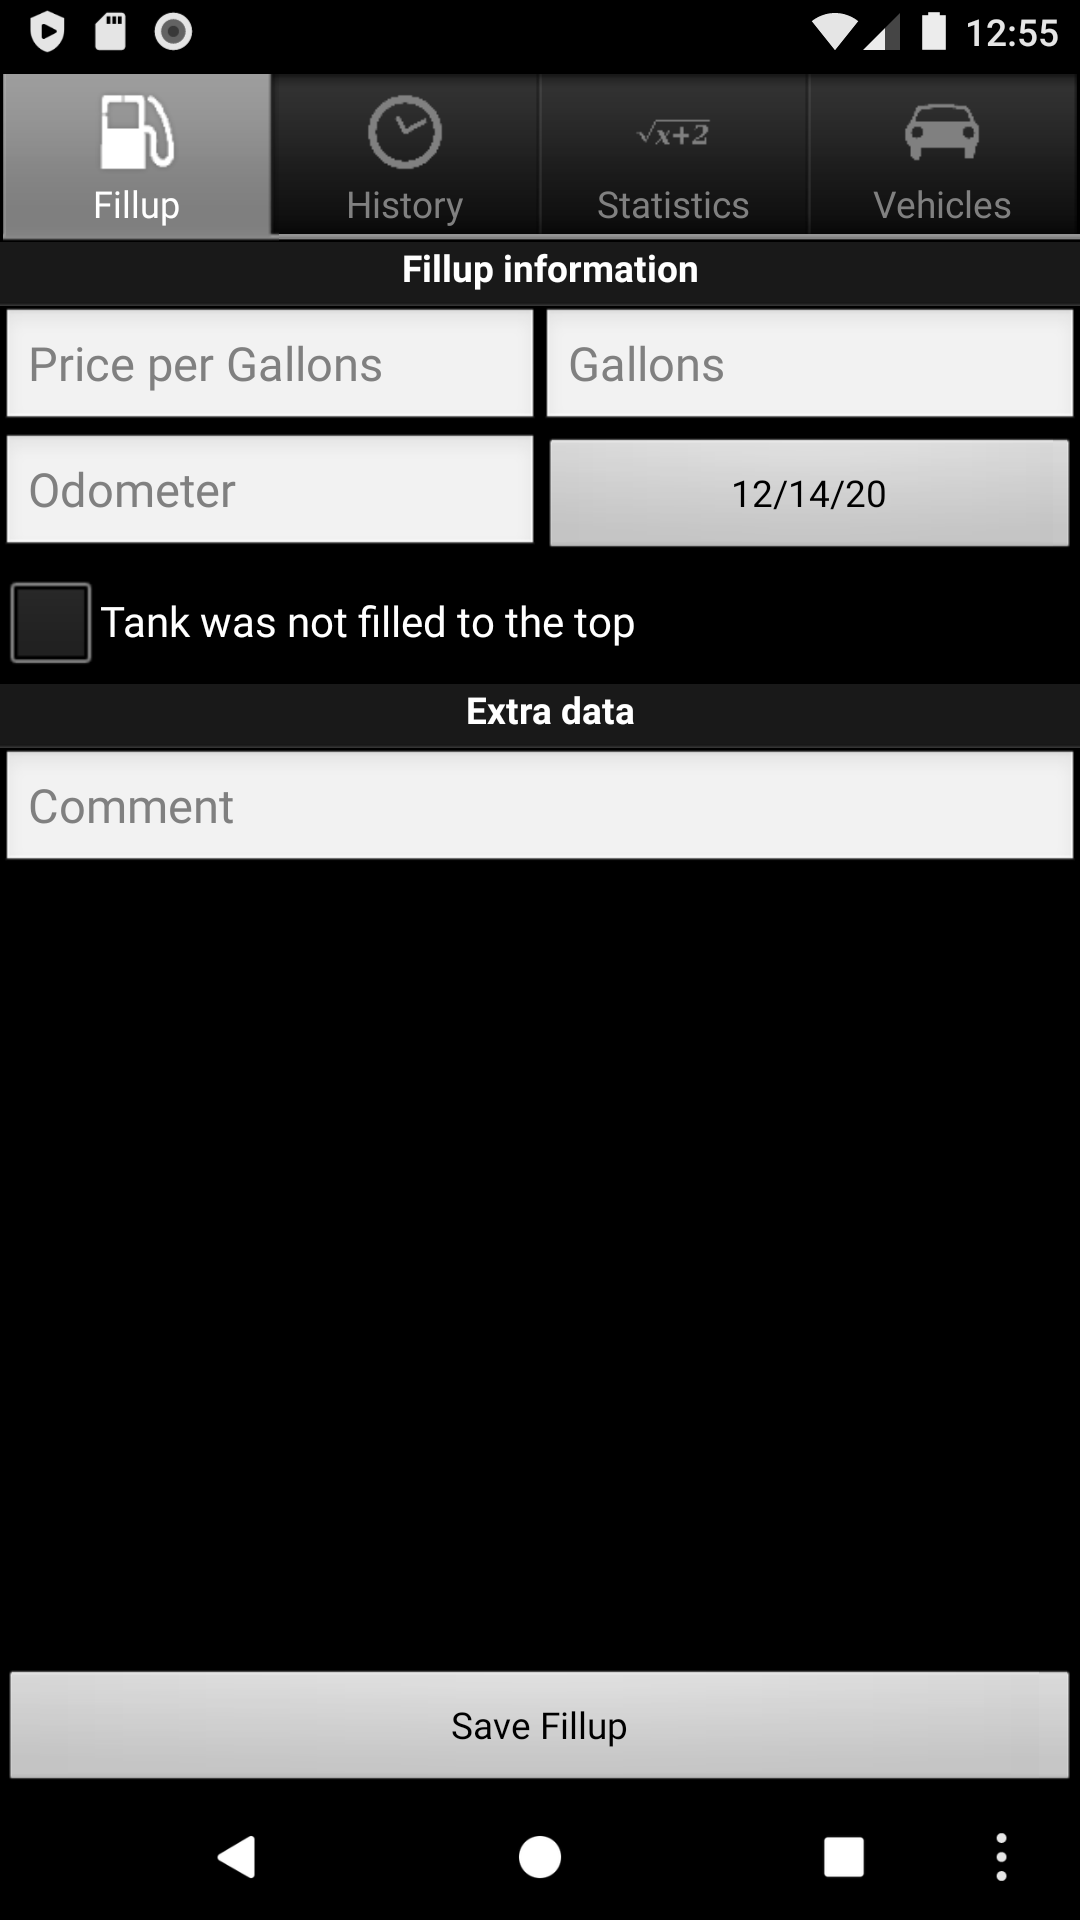 12:55
Fillup History √x+2 Statistics Vehicles
Fillup information
Price per Gallons Gallons
Odometer 12/14/20
Tank was not filled to the top
Extra data
Comment
Save Fillup